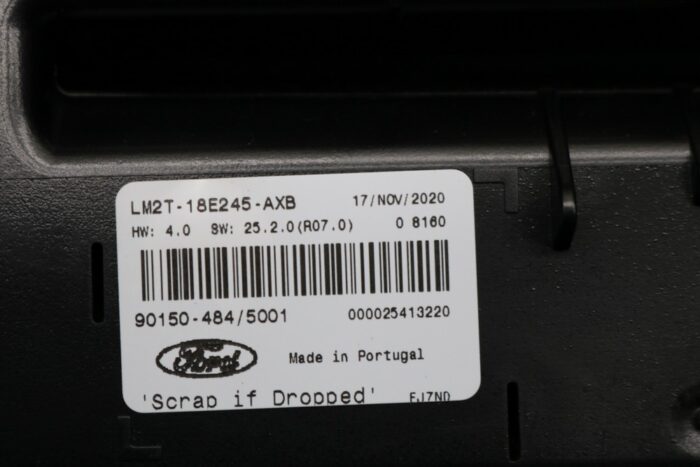 LM2T-18E245-AXB 17/NOV/2020
HW: 4.0 SW: 25.2.0(R07.0) 0 8160
90150-484/5001 000025413220
Ford Made in Portugal
'Scrap if Dropped' FJ7ND